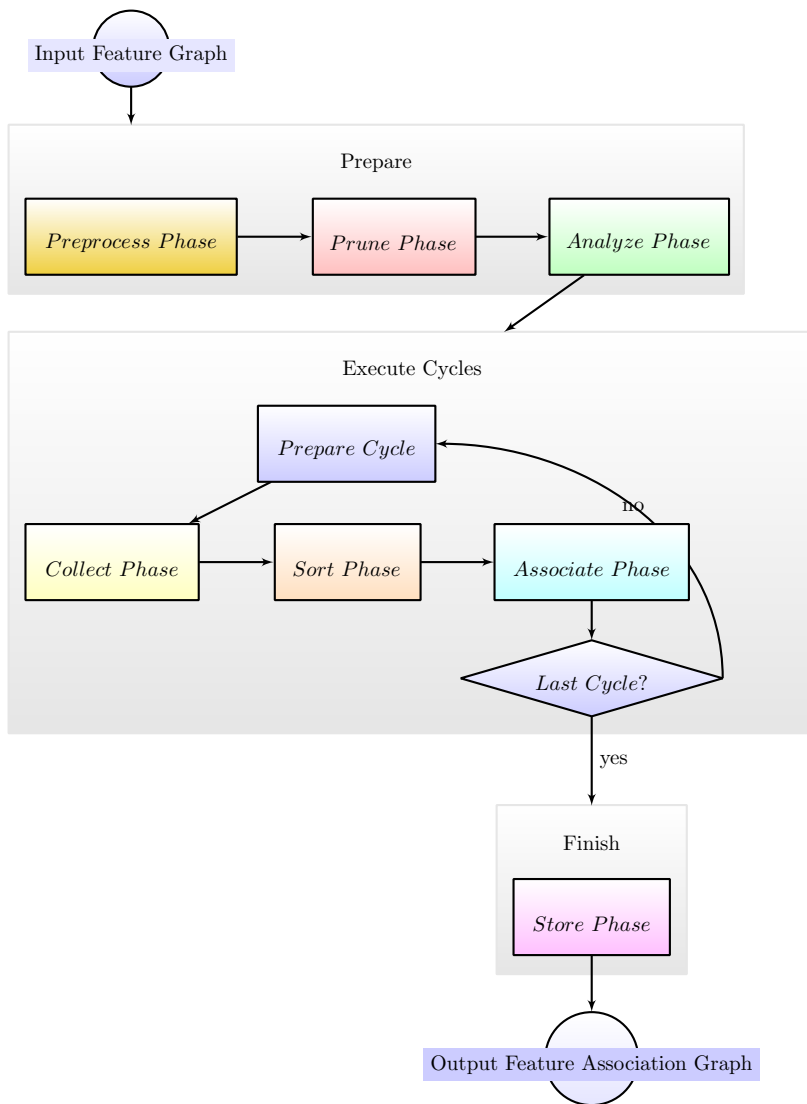 Input Feature Graph
Prepare
Preprocess Phase
Prune Phase
Analyze Phase
Execute Cycles
Prepare Cycle
no
Collect Phase
Sort Phase
Associate Phase
Last Cycle?
yes
Finish
Store Phase
Output Feature Association Graph